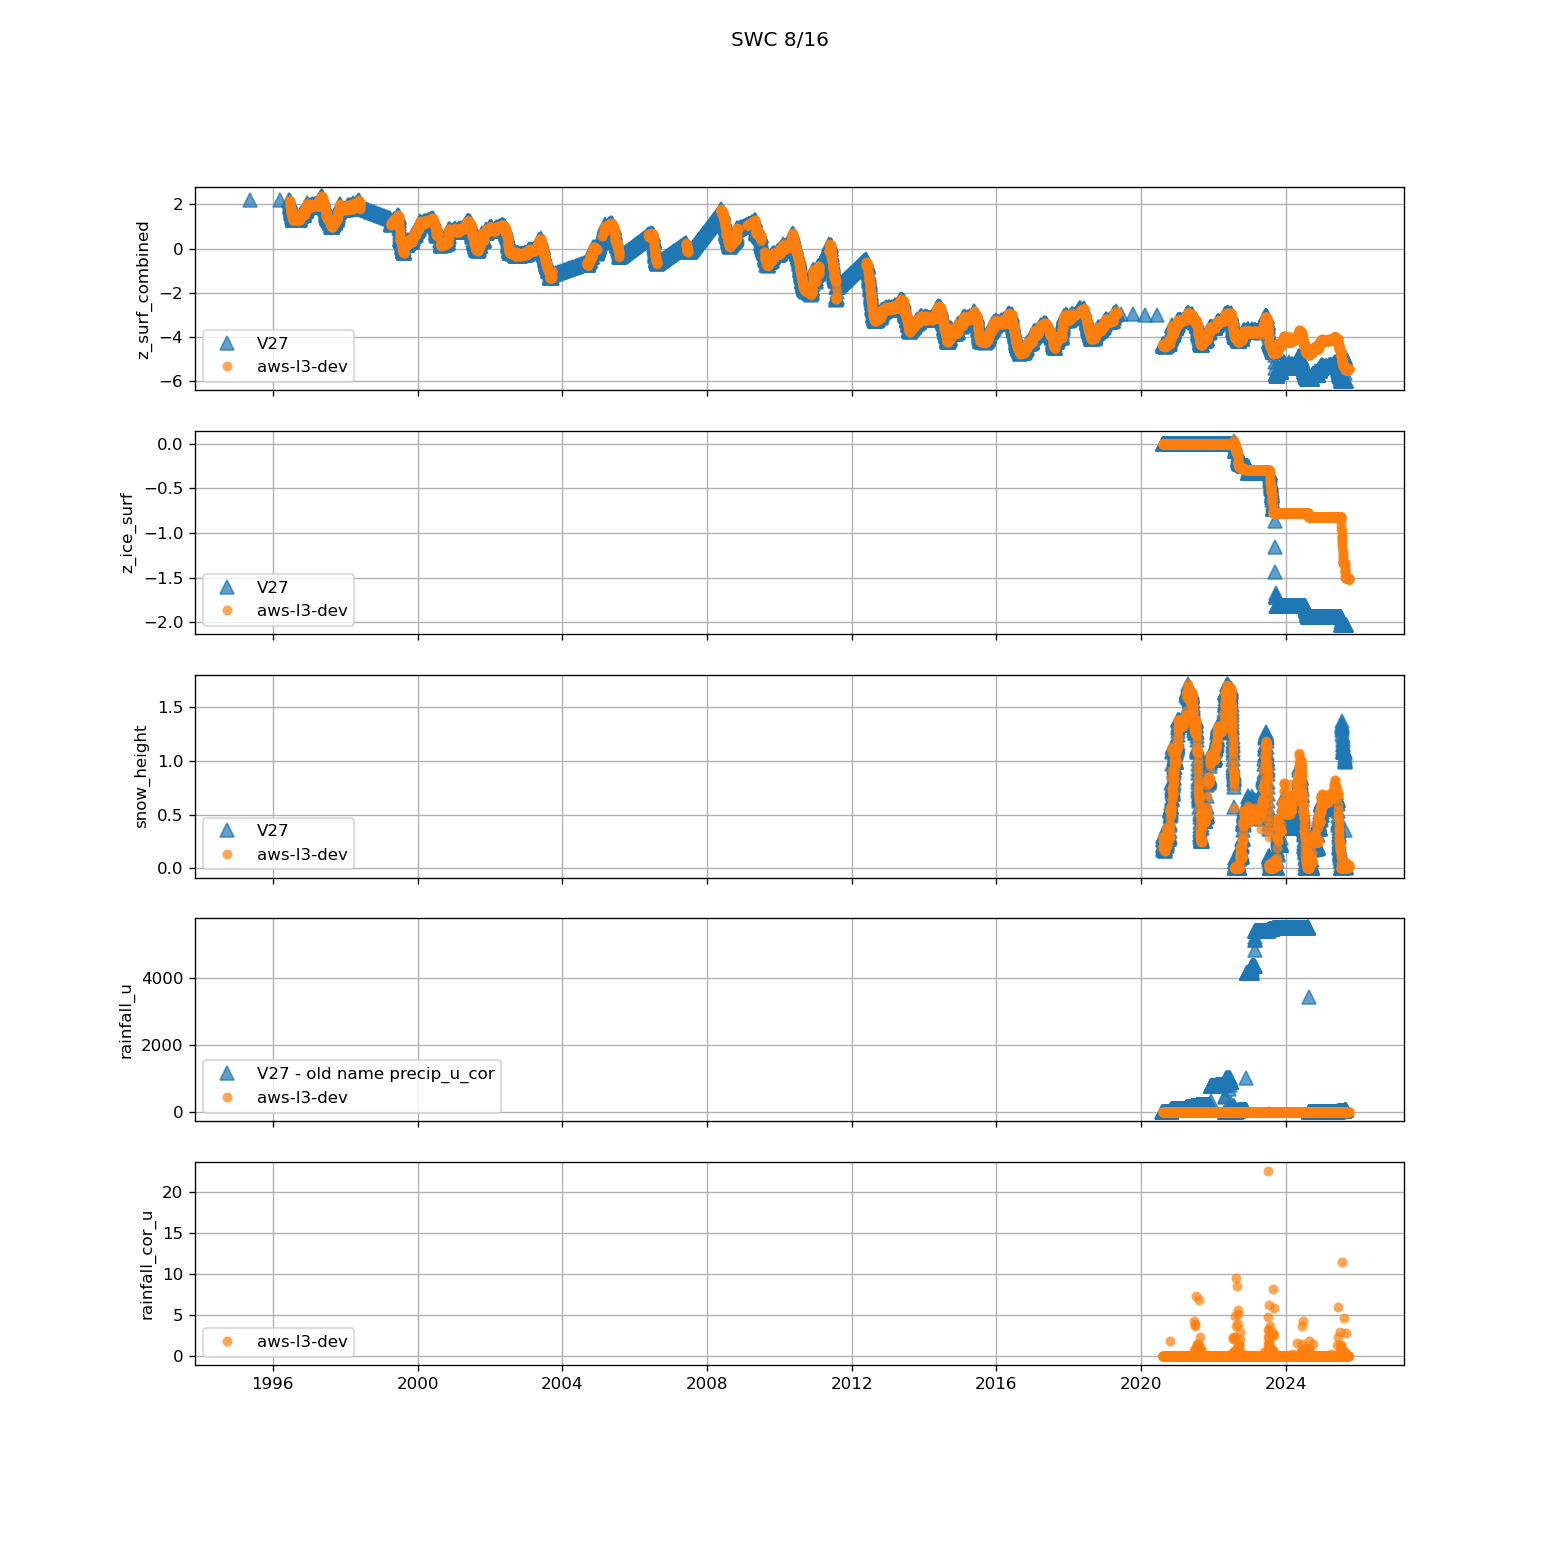 SWC 8/16
z_surf_combined
2
0
−2
−4
−6
V27
aws-l3-dev
z_ice_surf
0.0
−0.5
−1.0
−1.5
−2.0
V27
aws-l3-dev
snow_height
1.5
1.0
0.5
0.0
V27
aws-l3-dev
rainfall_u
4000
2000
0
V27 - old name precip_u_cor
aws-l3-dev
rainfall_cor_u
20
15
10
5
0
aws-l3-dev
1996 2000 2004 2008 2012 2016 2020 2024